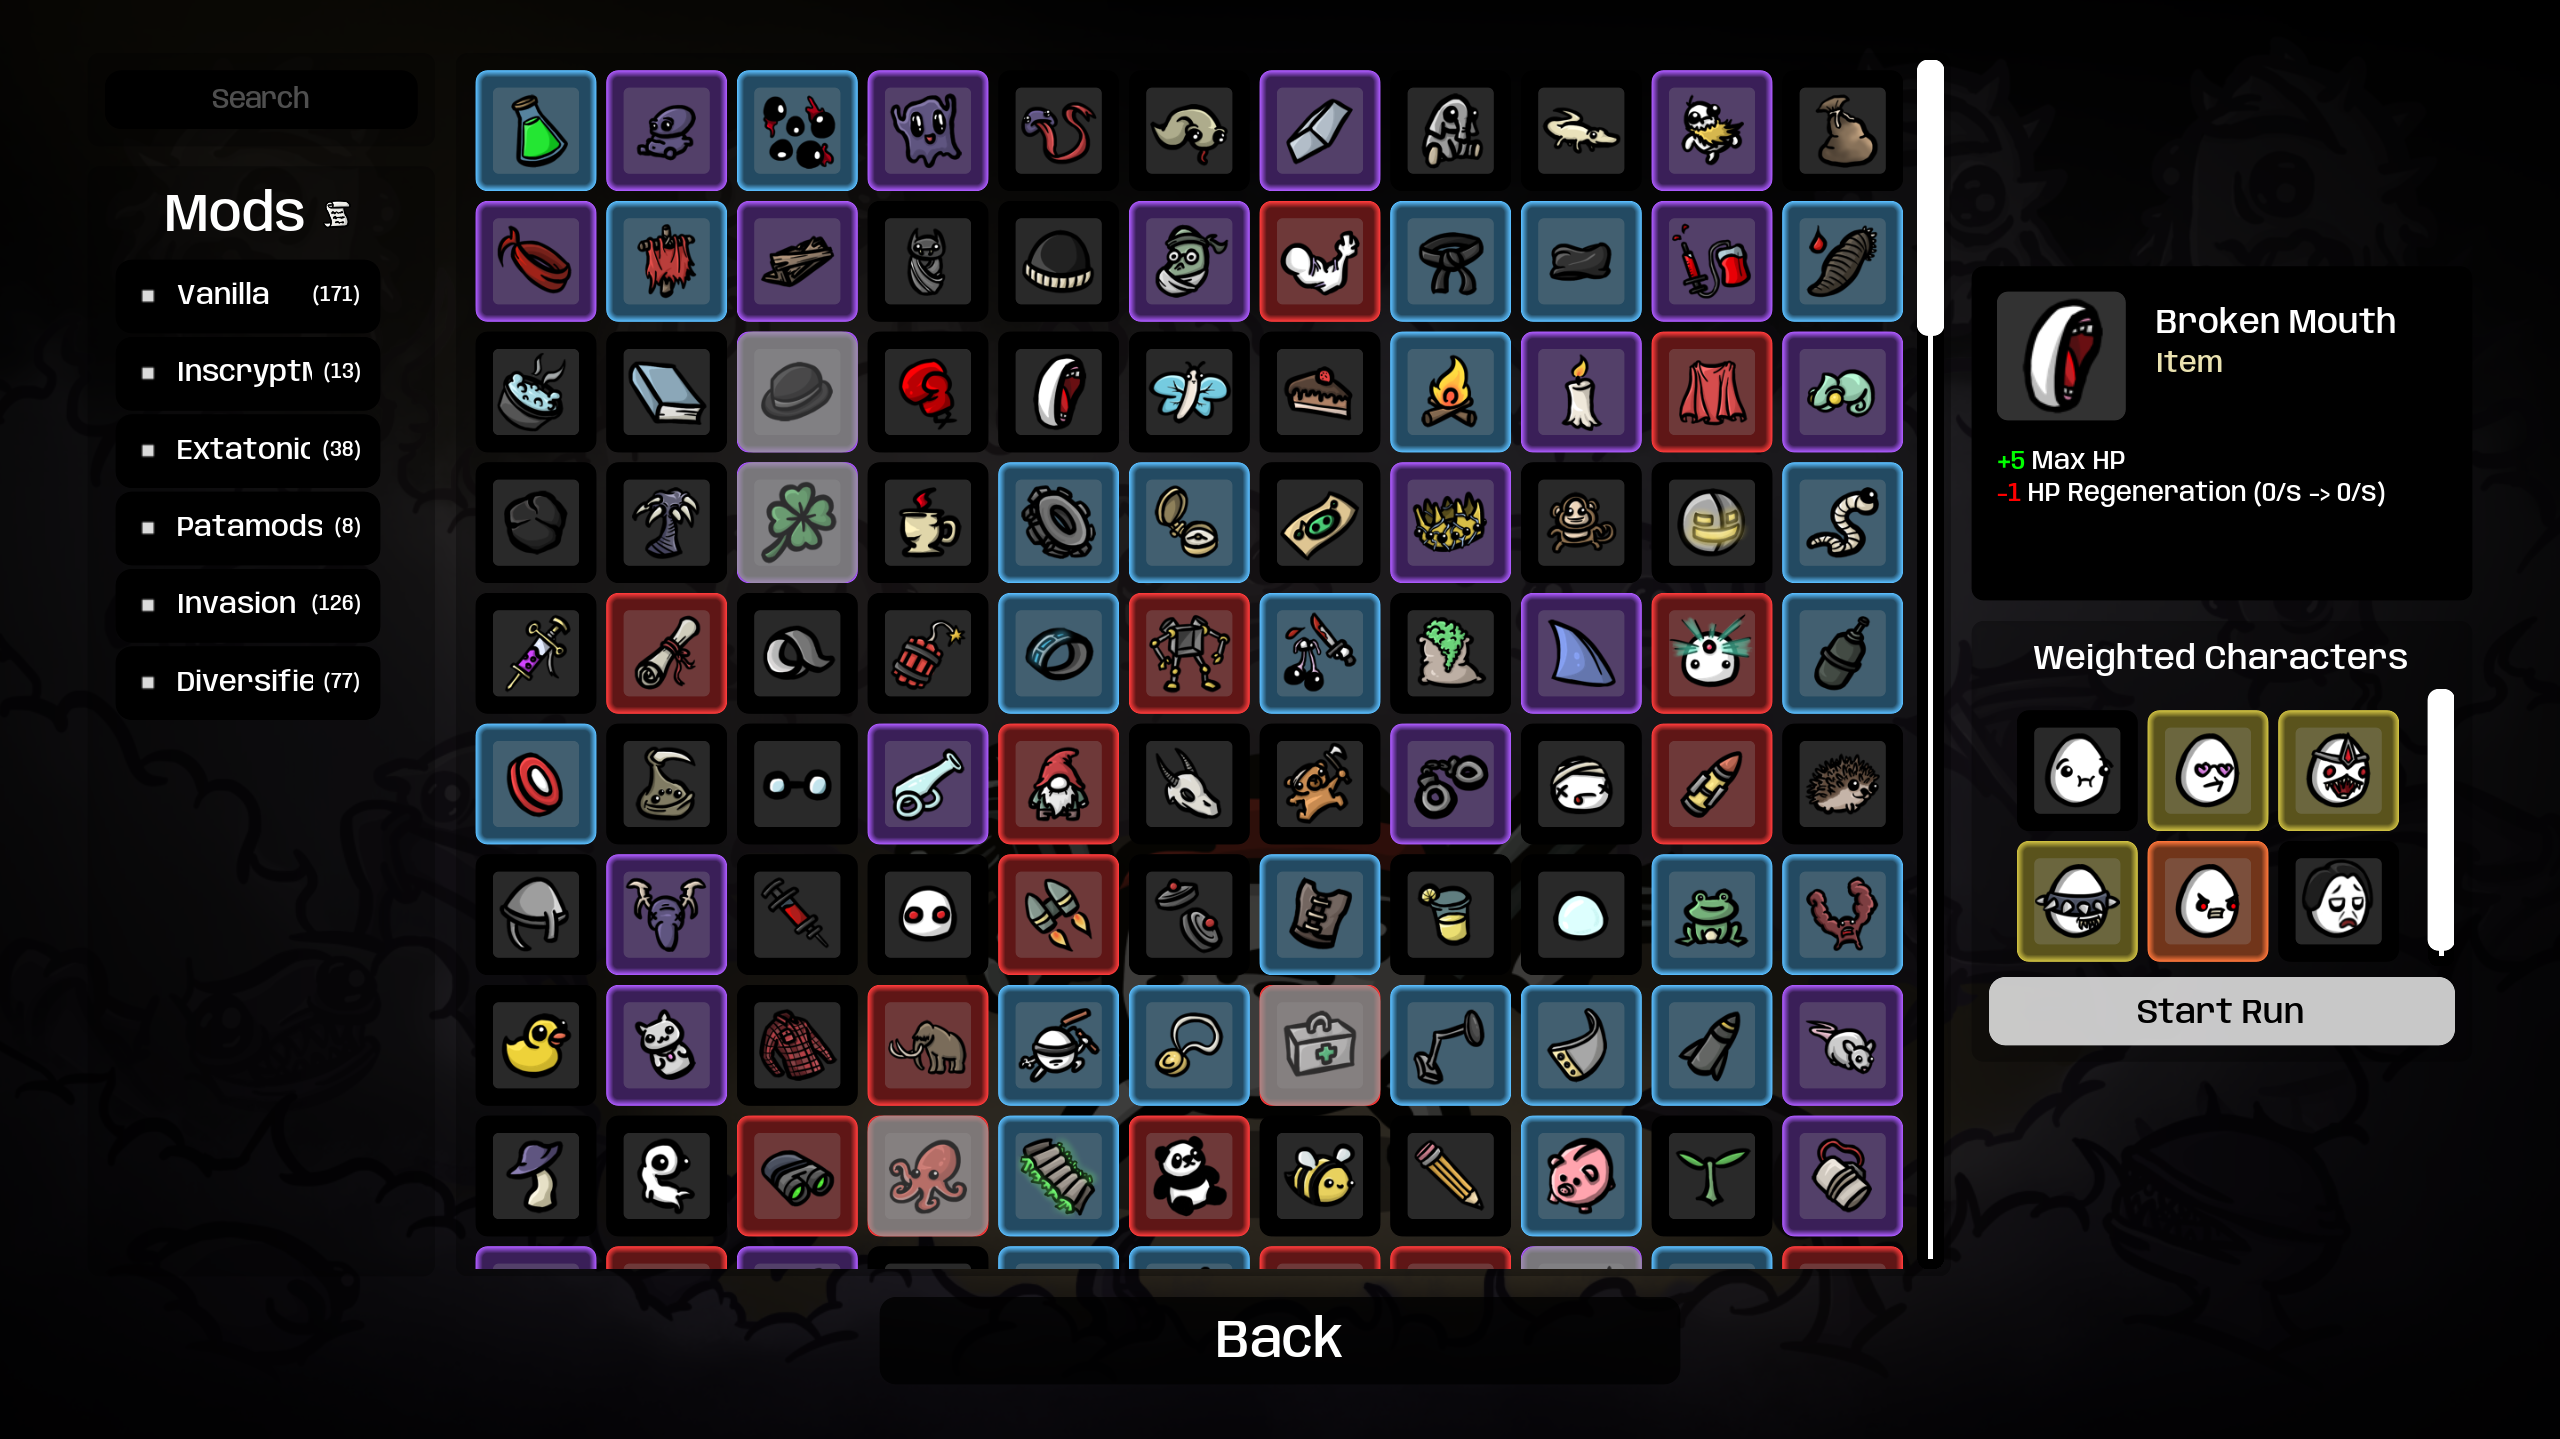 Search
Mods
Vanilla (171)
InscryptM (13)
Extatonic (38)
Patamods (8)
Invasion (126)
Diversifie (77)
Broken Mouth
Item
+5 Max HP
-1 HP Regeneration (0/s -> 0/s)
Weighted Characters
Start Run
Back